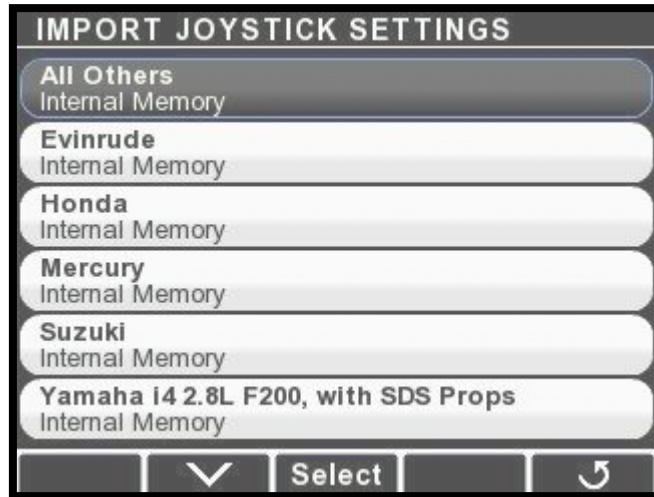 IMPORT JOYSTICK SETTINGS
All Others
Internal Memory
Evinrude
Internal Memory
Honda
Internal Memory
Mercury
Internal Memory
Suzuki
Internal Memory
Yamaha i4 2.8L F200, with SDS Props
Internal Memory
Select